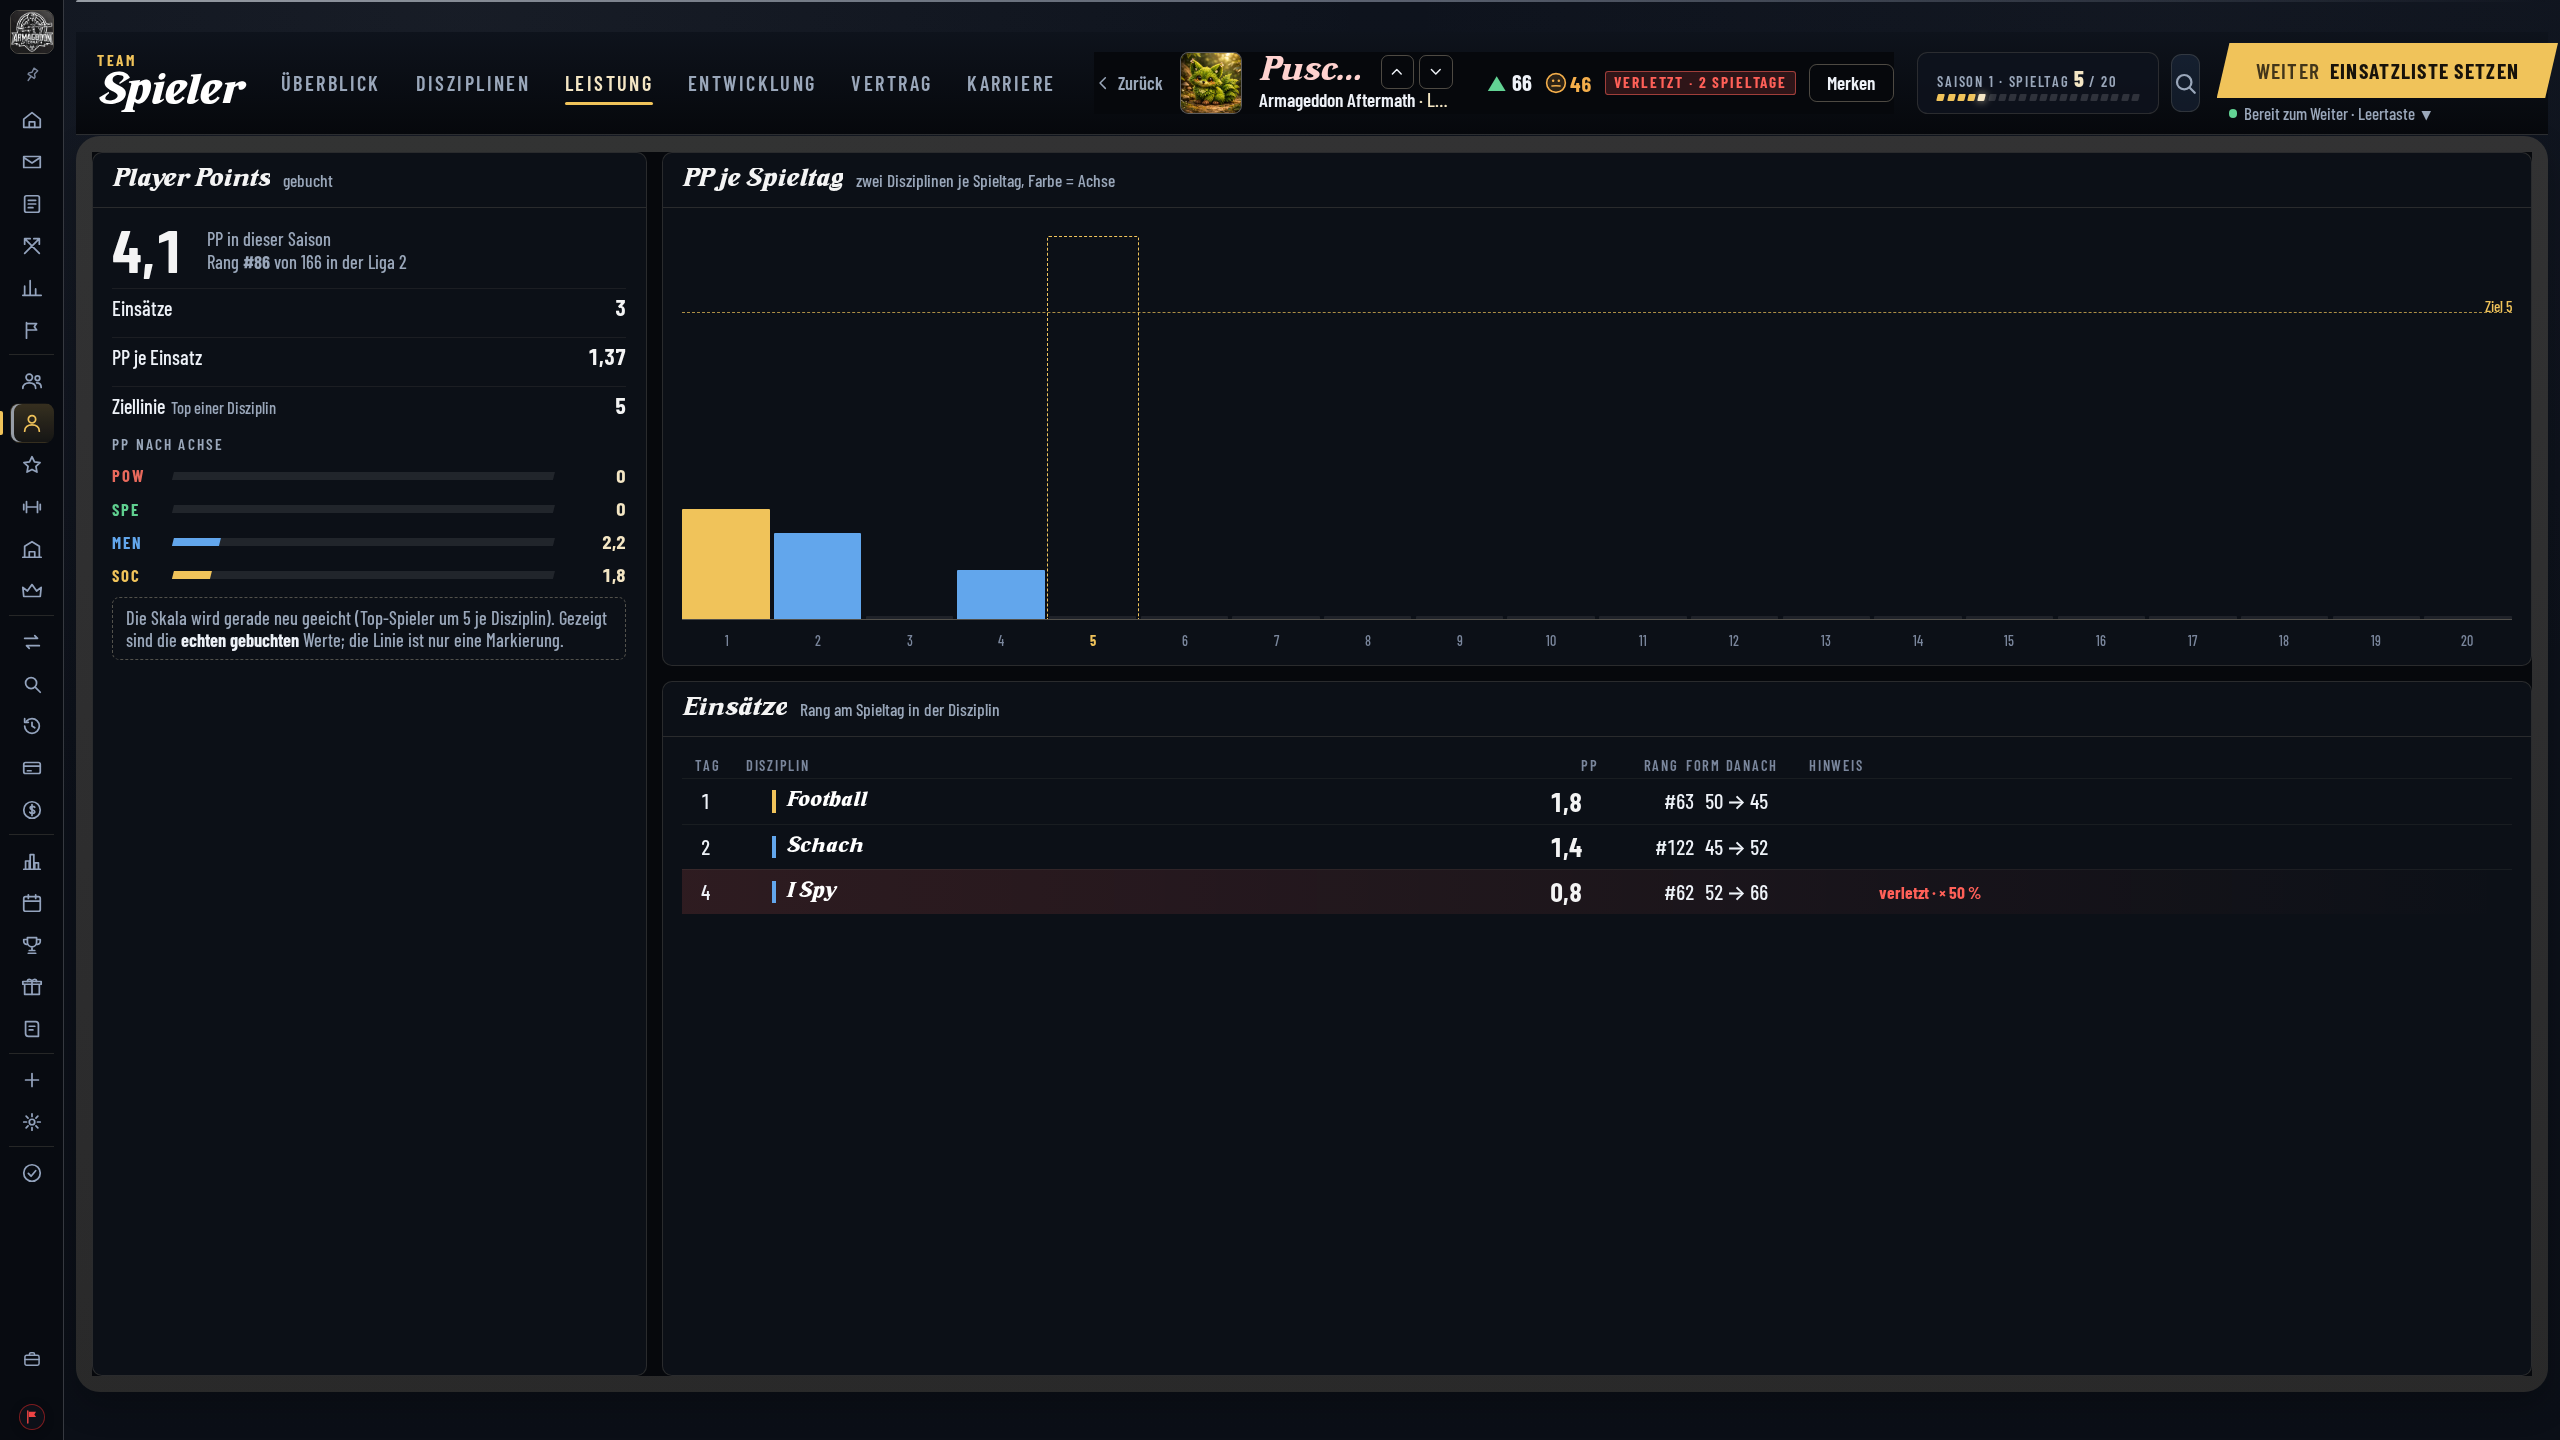 TEAM
Spieler
ÜBERBLICK
DISZIPLINEN
LEISTUNG
ENTWICKLUNG
VERTRAG
KARRIERE
Zurück
Pusc...
Armageddon Aftermath · L...
66
46
VERLETZT · 2 SPIELTAGE
Merken
SAISON 1 · SPIELTAG 5 / 20
WEITER EINSATZLISTE SETZEN
Bereit zum Weiter · Leertaste ▼
Player Points gebucht
4,1
PP in dieser Saison
Rang #86 von 166 in der Liga 2
Einsätze 3
PP je Einsatz 1,37
Ziellinie Top einer Disziplin 5
PP NACH ACHSE
POW 0
SPE 0
MEN 2,2
SOC 1,8
Die Skala wird gerade neu geeicht (Top-Spieler um 5 je Disziplin). Gezeigt
sind die echten gebuchten Werte; die Linie ist nur eine Markierung.
PP je Spieltag zwei Disziplinen je Spieltag, Farbe = Achse
Ziel 5
1 2 3 4 5 6 7 8 9 10 11 12 13 14 15 16 17 18 19 20
Einsätze Rang am Spieltag in der Disziplin
TAG DISZIPLIN PP RANG FORM DANACH HINWEIS
1 Football 1,8 #63 50 → 45
2 Schach 1,4 #122 45 → 52
4 I Spy 0,8 #62 52 → 66 verletzt · × 50 %